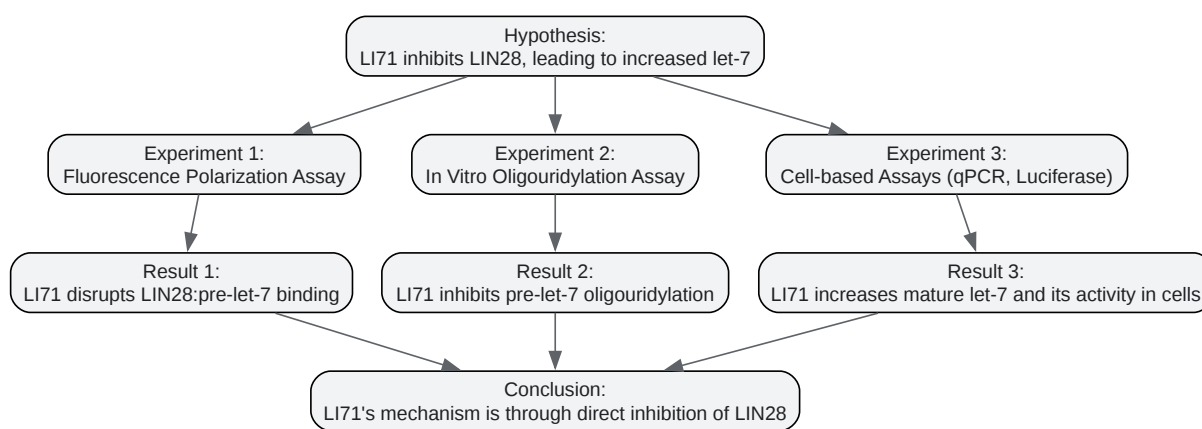 Hypothesis:
LI71 inhibits LIN28, leading to increased let-7
Experiment 1:
Fluorescence Polarization Assay
Experiment 2:
In Vitro Oligouridylation Assay
Experiment 3:
Cell-based Assays (qPCR, Luciferase)
Result 1:
LI71 disrupts LIN28:pre-let-7 binding
Result 2:
LI71 inhibits pre-let-7 oligouridylation
Result 3:
LI71 increases mature let-7 and its activity in cells
Conclusion:
LI71's mechanism is through direct inhibition of LIN28